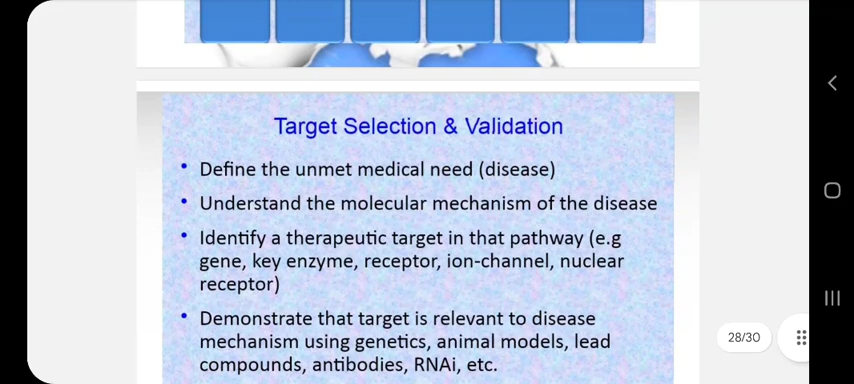 Target Selection & Validation
• Define the unmet medical need (disease)
• Understand the molecular mechanism of the disease
• Identify a therapeutic target in that pathway (e.g
gene, key enzyme, receptor, ion-channel, nuclear
receptor)
• Demonstrate that target is relevant to disease
mechanism using genetics, animal models, lead
compounds, antibodies, RNAi, etc.
28/30